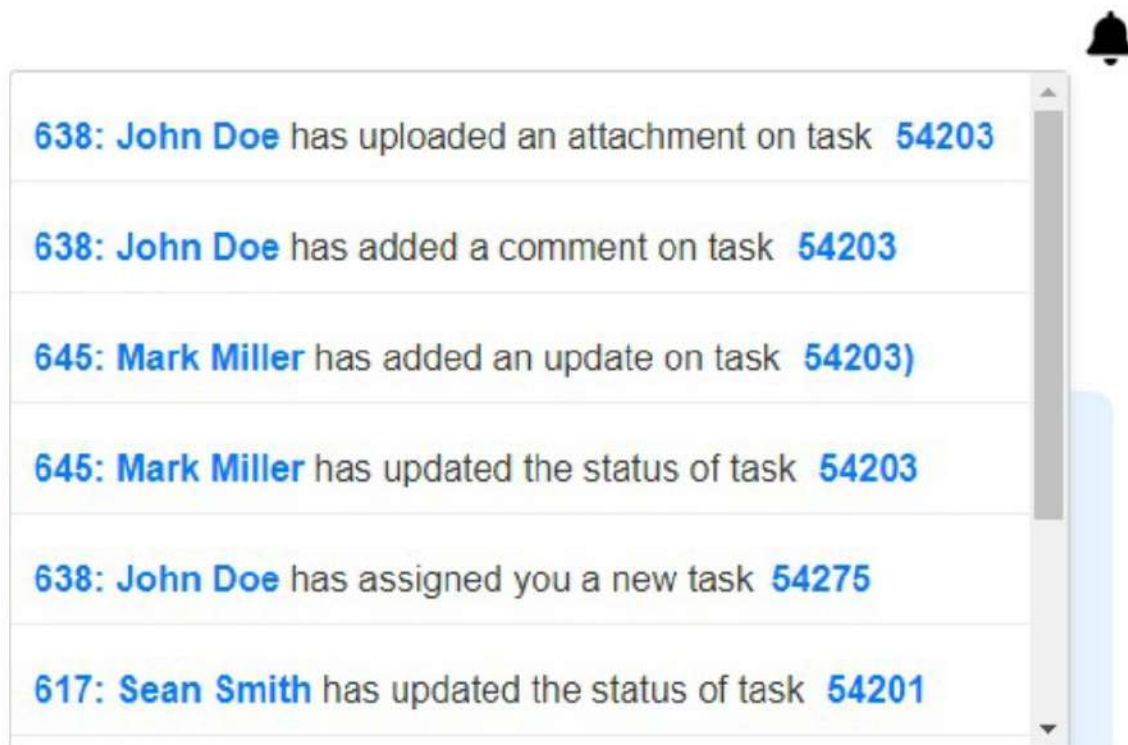 638: John Doe has uploaded an attachment on task 54203
638: John Doe has added a comment on task 54203
645: Mark Miller has added an update on task 54203)
645: Mark Miller has updated the status of task 54203
638: John Doe has assigned you a new task 54275
617: Sean Smith has updated the status of task 54201